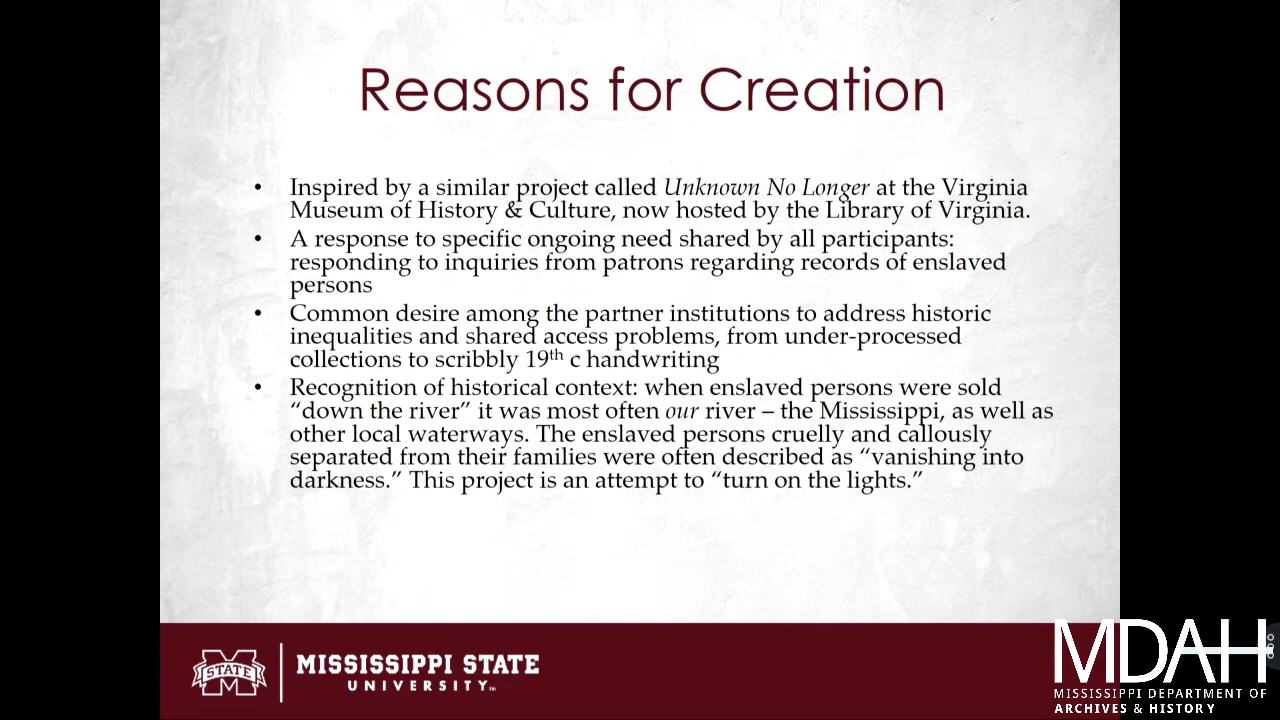 Reasons for Creation
• Inspired by a similar project called Unknown No Longer at the Virginia
Museum of History & Culture, now hosted by the Library of Virginia.
• A response to specific ongoing need shared by all participants:
responding to inquiries from patrons regarding records of enslaved
persons
• Common desire among the partner institutions to address historic
inequalities and shared access problems, from under-processed
collections to scribbly 19th c handwriting
• Recognition of historical context: when enslaved persons were sold
“down the river” it was most often our river – the Mississippi, as well as
other local waterways. The enslaved persons cruelly and callously
separated from their families were often described as “vanishing into
darkness.” This project is an attempt to “turn on the lights.”
STATE
MISSISSIPPI STATE
UNIVERSITY™
MDAH
MISSISSIPPI DEPARTMENT OF
ARCHIVES & HISTORY